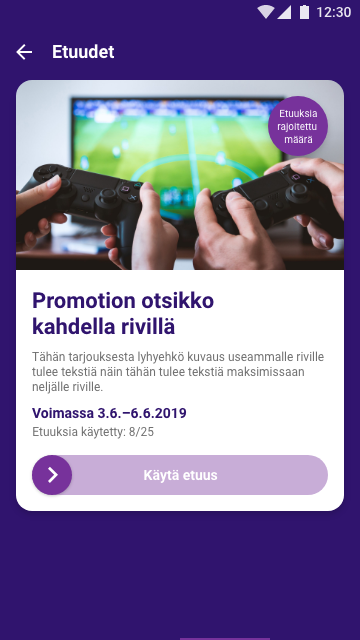 12:30
Etuudet
Etuuksia
rajoitettu
määrä
Promotion otsikko
kahdella rivillä
Tähän tarjouksesta lyhyehkö kuvaus useammalle riville
tulee tekstiä näin tähän tulee tekstiä maksimissaan
neljälle riville.
Voimassa 3.6.–6.6.2019
Etuuksia käytetty: 8/25
Käytä etuus